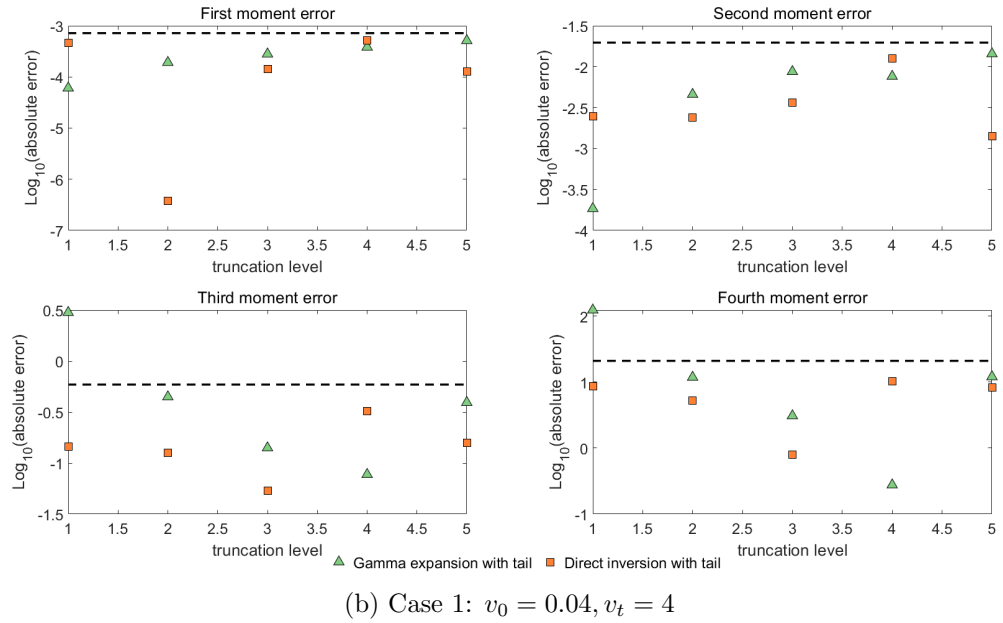 First moment error
Log10(absolute error)
-3
-4
-5
-6
-7
1 1.5 2 2.5 3 3.5 4 4.5 5
truncation level
Second moment error
Log10(absolute error)
-1.5
-2
-2.5
-3
-3.5
-4
1 1.5 2 2.5 3 3.5 4 4.5 5
truncation level
Third moment error
Log10(absolute error)
0.5
0
-0.5
-1
-1.5
1 1.5 2 2.5 3 3.5 4 4.5 5
truncation level
Fourth moment error
Log10(absolute error)
2
1
0
-1
1 1.5 2 2.5 3 3.5 4 4.5 5
truncation level
Gamma expansion with tail Direct inversion with tail
(b) Case 1: v0 = 0.04, vt = 4